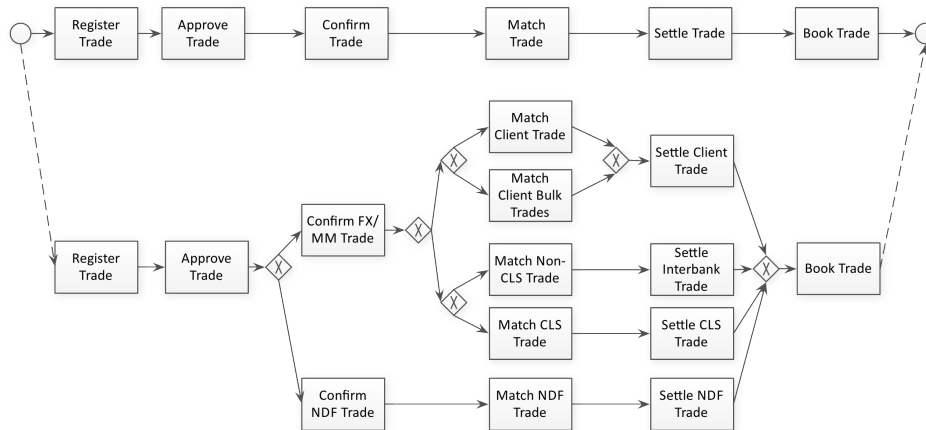 Register
Trade
Approve
Trade
Confirm
Trade
Match
Trade
Settle Trade
Book Trade
Match
Client Trade
Match
Client Bulk
Trades
Settle Client
Trade
Confirm FX/
MM Trade
Register
Trade
Approve
Trade
Match Non-
CLS Trade
Settle
Interbank
Trade
Book Trade
Match CLS
Trade
Settle CLS
Trade
Confirm
NDF Trade
Match NDF
Trade
Settle NDF
Trade